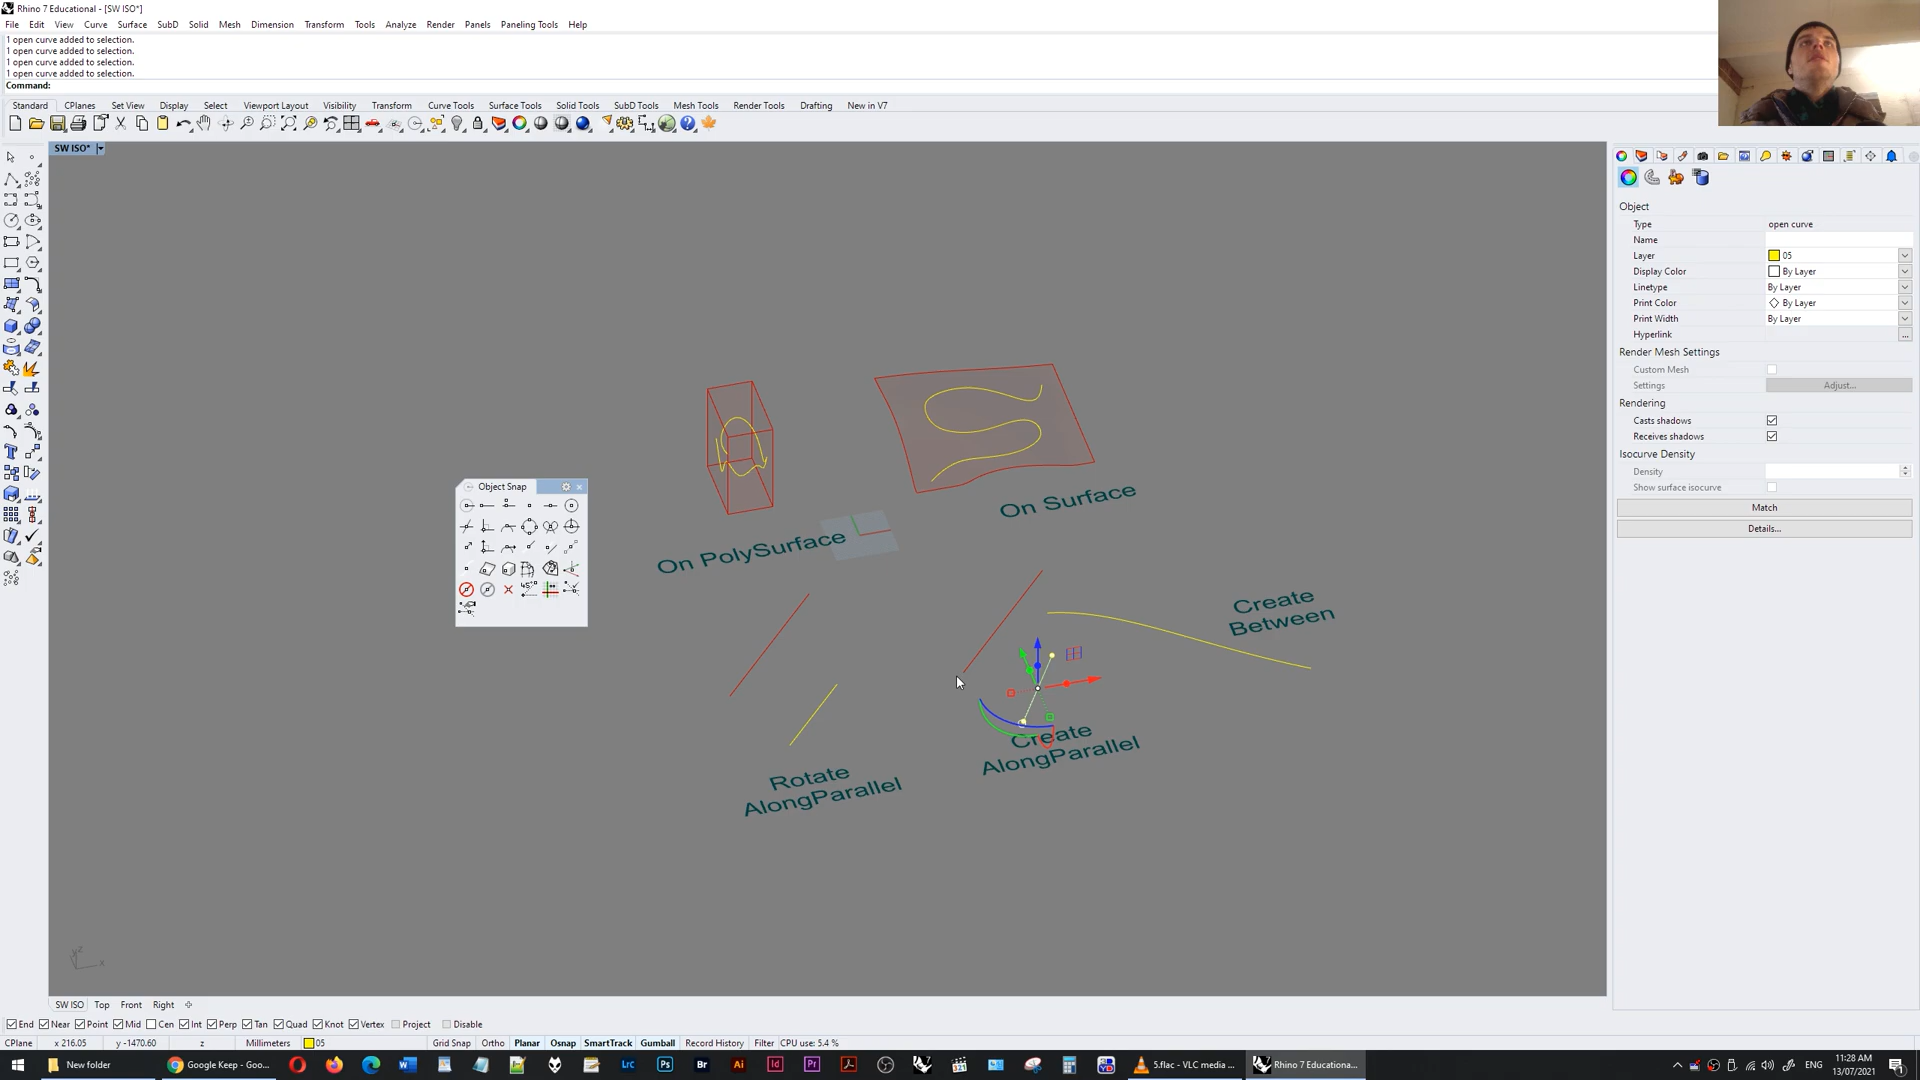 Rhino 7 Educational - [SW ISO*]
File Edit View Curve Surface SubD Solid Mesh Dimension Transform Tools Analyze Render Panels Paneling Tools Help
1 open curve added to selection.
1 open curve added to selection.
1 open curve added to selection.
1 open curve added to selection.
Command:
Standard CPlanes Set View Display Select Viewport Layout Visibility Transform Curve Tools Surface Tools Solid Tools SubD Tools Mesh Tools Render Tools Drafting New in V7
SW ISO*
Object Snap
On PolySurface
On Surface
Create
Between
Create
AlongParallel
Rotate
AlongParallel
Object
Type open curve
Name
Layer 05
Display Color By Layer
Linetype By Layer
Print Color By Layer
Print Width By Layer
Hyperlink ...
Render Mesh Settings
Custom Mesh
Settings Adjust...
Rendering
Casts shadows
Receives shadows
Isocurve Density
Density
Show surface isocurve
Match
Details...
SW ISO Top Front Right
End Near Point Mid Cen Int Perp Tan Quad Knot Vertex Project Disable
CPlane x 216.05 y -1470.60 z Millimeters 05 Grid Snap Ortho Planar Osnap SmartTrack Gumball Record History Filter CPU use: 5.4 %
New folder Google Keep - Goo... 5.flac - VLC media ... Rhino 7 Educationa...
ENG 11:28 AM
13/07/2021